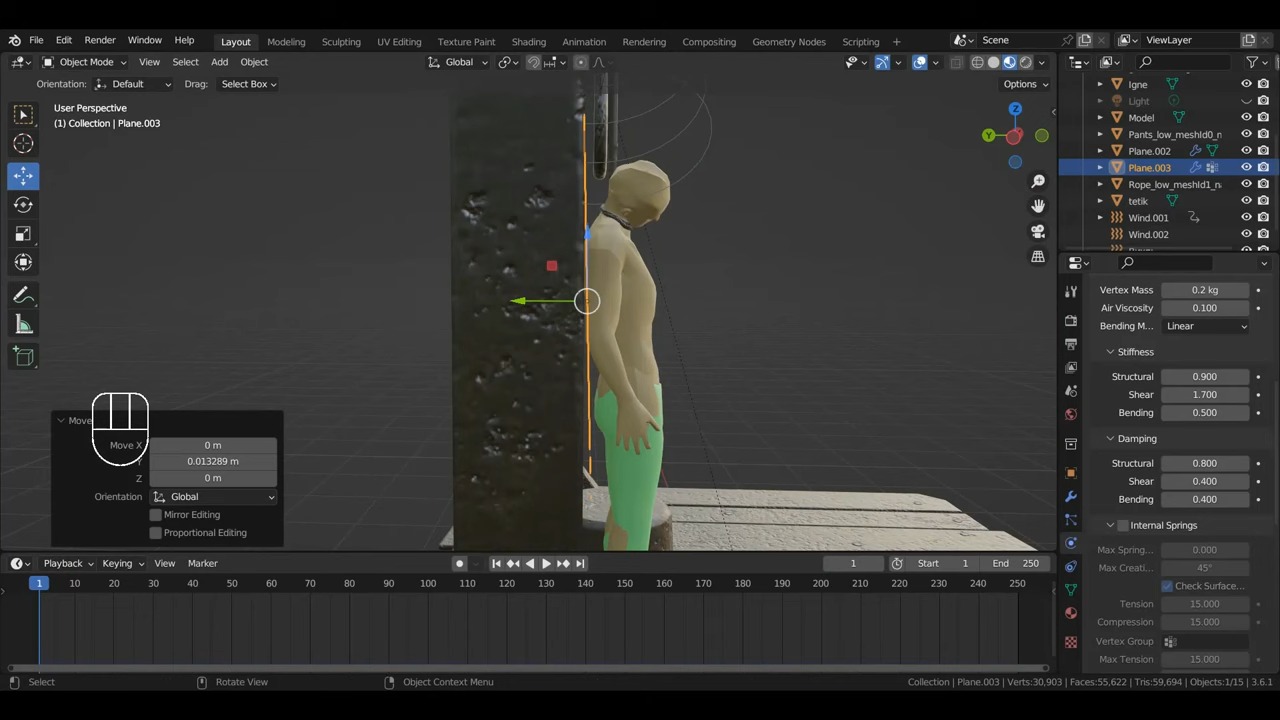 File Edit Render Window Help Layout Modeling Sculpting UV Editing Texture Paint Shading Animation Rendering Compositing Geometry Nodes Scripting + Scene ViewLayer
Object Mode View Select Add Object Global
Orientation: Default Drag: Select Box Options
User Perspective
(1) Collection | Plane.003
X
Y
Z
Igne
Light
Model
Pants_low_meshId0_n
Plane.002
Plane.003
Rope_low_meshId1_na
tetik
Wind.001
Wind.002
Vertex Mass 0.2 kg
Air Viscosity 0.100
Bending M... Linear
Stiffness
Structural 0.900
Shear 1.700
Bending 0.500
Damping
Structural 0.800
Shear 0.400
Bending 0.400
Internal Springs
Max Spring... 0.000
Max Creati... 45°
Check Surface...
Tension 15.000
Compression 15.000
Vertex Group
Max Tension 15.000
Move
Move X 0 m
0.013289 m
Z 0 m
Orientation Global
Mirror Editing
Proportional Editing
Playback Keying View Marker 1 Start 1 End 250
1 10 20 30 40 50 60 70 80 90 100 110 120 130 140 150 160 170 180 190 200 210 220 230 240 250
Select Rotate View Object Context Menu Collection | Plane.003 | Verts:30,903 | Faces:55,622 | Tris:59,694 | Objects:1/15 | 3.6.1